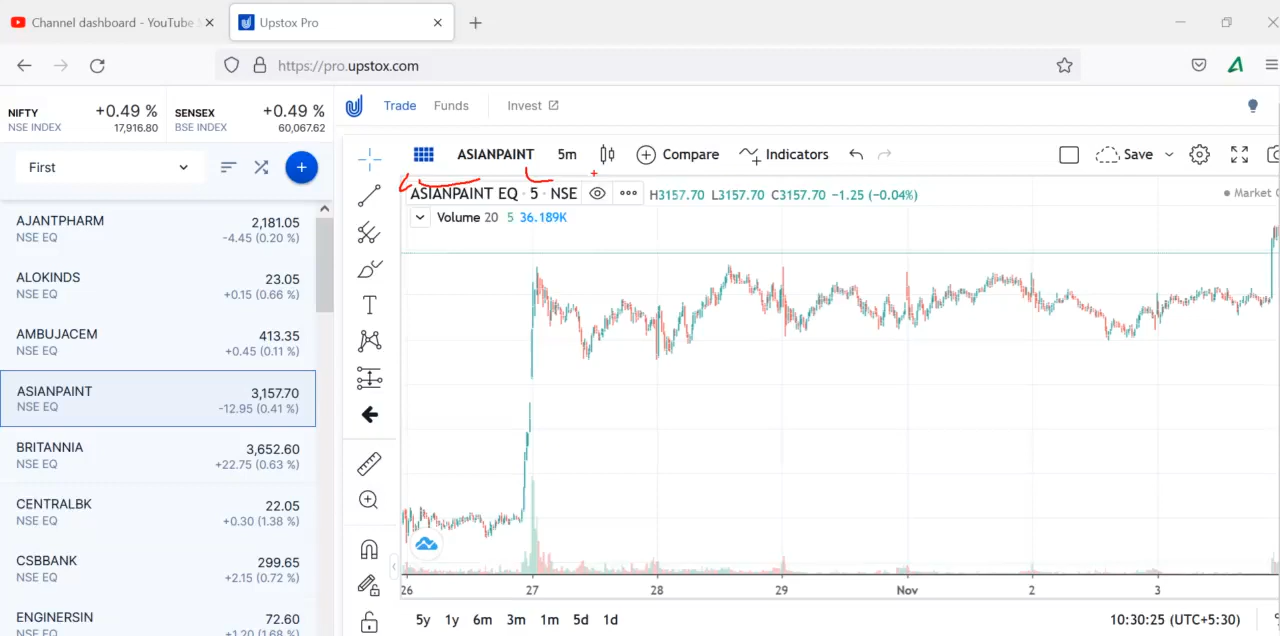 Channel dashboard - YouTube
Upstox Pro
https://pro.upstox.com
NIFTY +0.49 %
NSE INDEX 17,916.80
SENSEX +0.49 %
BSE INDEX 60,067.62
Trade Funds Invest
First
ASIANPAINT 5m Compare Indicators Save
AJANTPHARM 2,181.05
NSE EQ -4.45 (0.20 %)
ALOKINDS 23.05
NSE EQ +0.15 (0.66 %)
AMBUJACEM 413.35
NSE EQ +0.45 (0.11 %)
ASIANPAINT 3,157.70
NSE EQ -12.95 (0.41 %)
BRITANNIA 3,652.60
NSE EQ +22.75 (0.63 %)
CENTRALBK 22.05
NSE EQ +0.30 (1.38 %)
CSBBANK 299.65
NSE EQ +2.15 (0.72 %)
ENGINERSIN 72.60
NSE EQ +1.20 (1.68 %)
ASIANPAINT EQ · 5 · NSE H3157.70 L3157.70 C3157.70 −1.25 (−0.04%)
Market
Volume 20 5 36.189K
26 27 28 29 Nov 2 3
5y 1y 6m 3m 1m 5d 1d 10:30:25 (UTC+5:30)